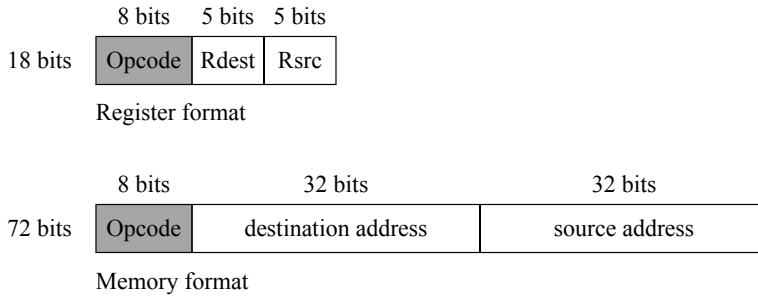 8 bits 5 bits 5 bits
18 bits Opcode Rdest Rsrc
Register format
8 bits 32 bits 32 bits
72 bits Opcode destination address source address
Memory format